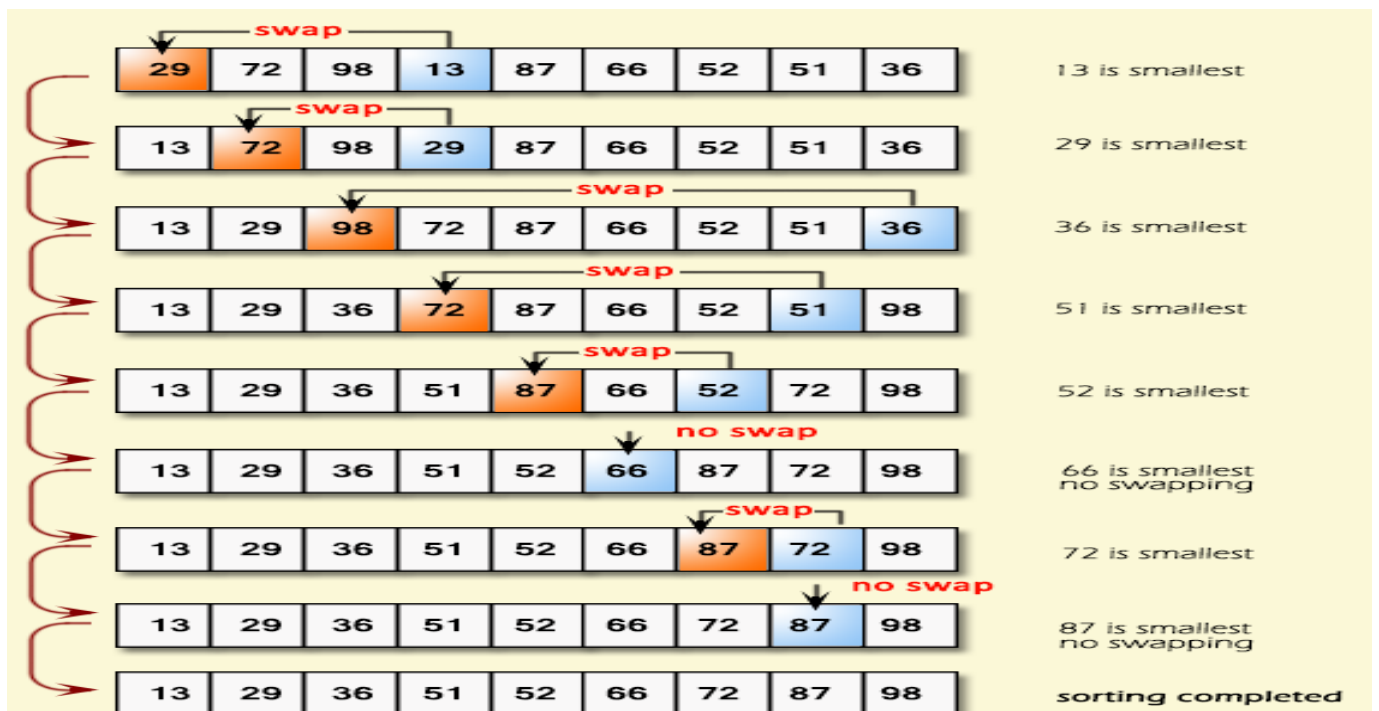 swap
29 72 98 13 87 66 52 51 36 13 is smallest
swap
13 72 98 29 87 66 52 51 36 29 is smallest
swap
13 29 98 72 87 66 52 51 36 36 is smallest
swap
13 29 36 72 87 66 52 51 98 51 is smallest
swap
13 29 36 51 87 66 52 72 98 52 is smallest
no swap
13 29 36 51 52 66 87 72 98 66 is smallest
no swapping
swap
13 29 36 51 52 66 87 72 98 72 is smallest
no swap
13 29 36 51 52 66 72 87 98 87 is smallest
no swapping
13 29 36 51 52 66 72 87 98 sorting completed